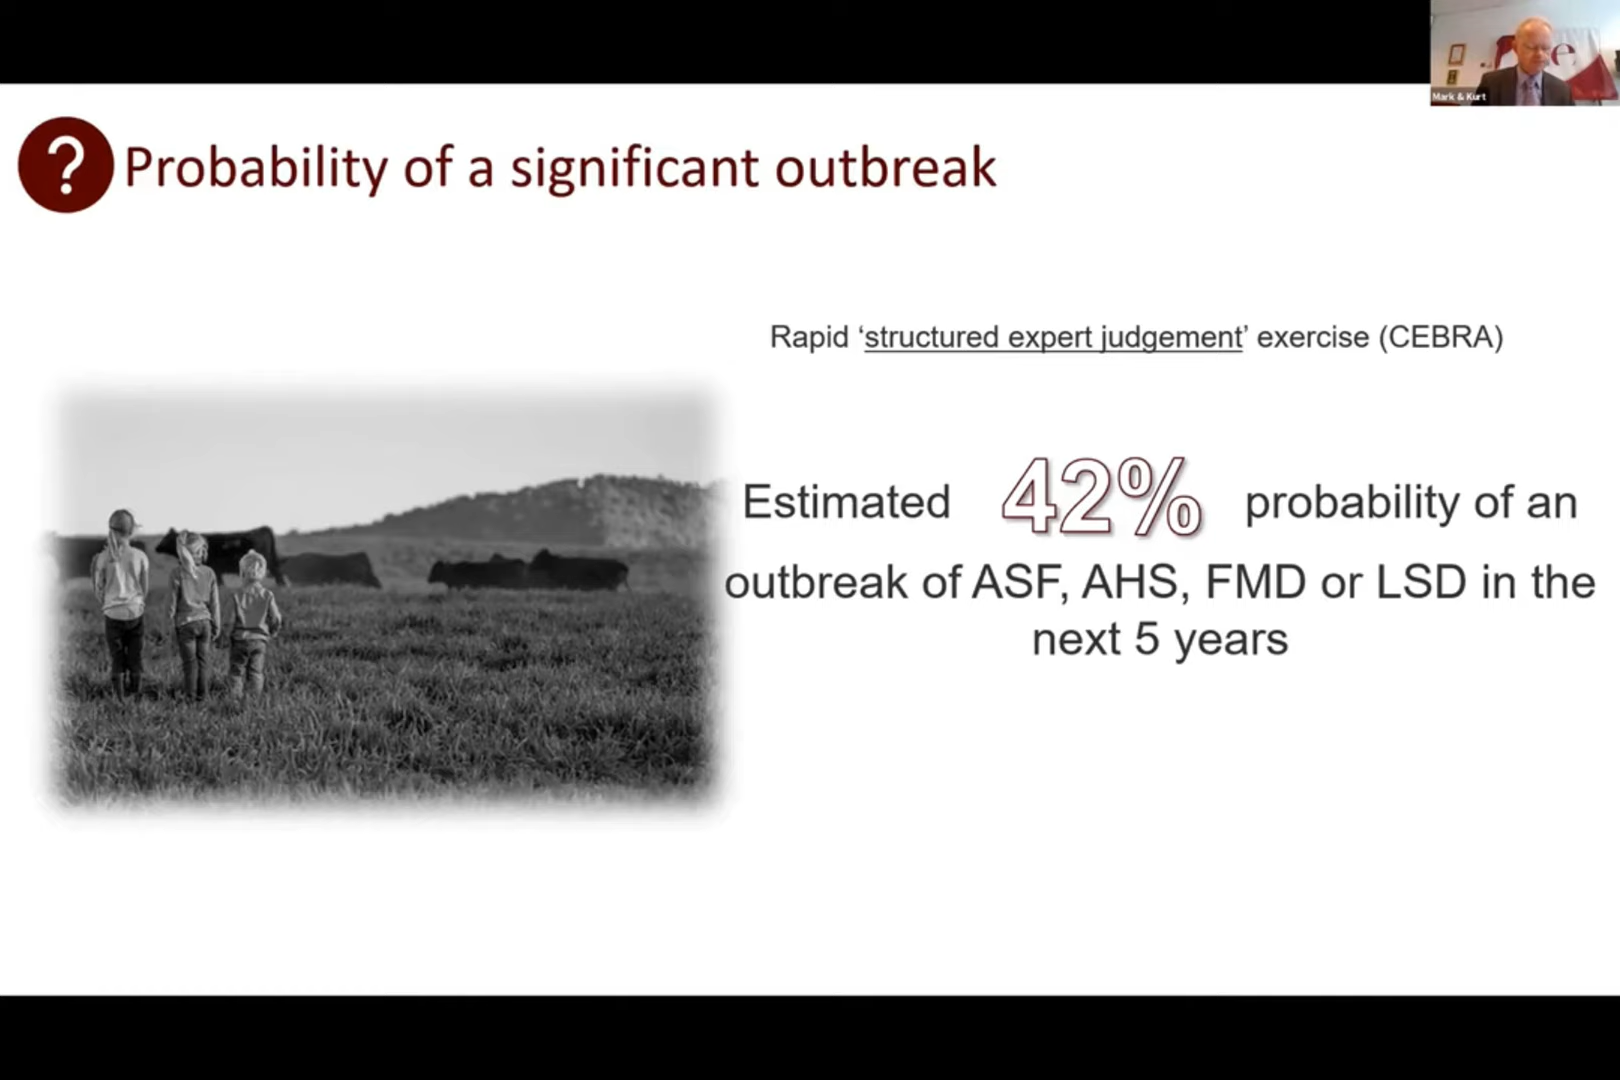 Mark & Kurt
? Probability of a significant outbreak
Rapid ‘structured expert judgement’ exercise (CEBRA)
Estimated 42% probability of an
outbreak of ASF, AHS, FMD or LSD in the
next 5 years